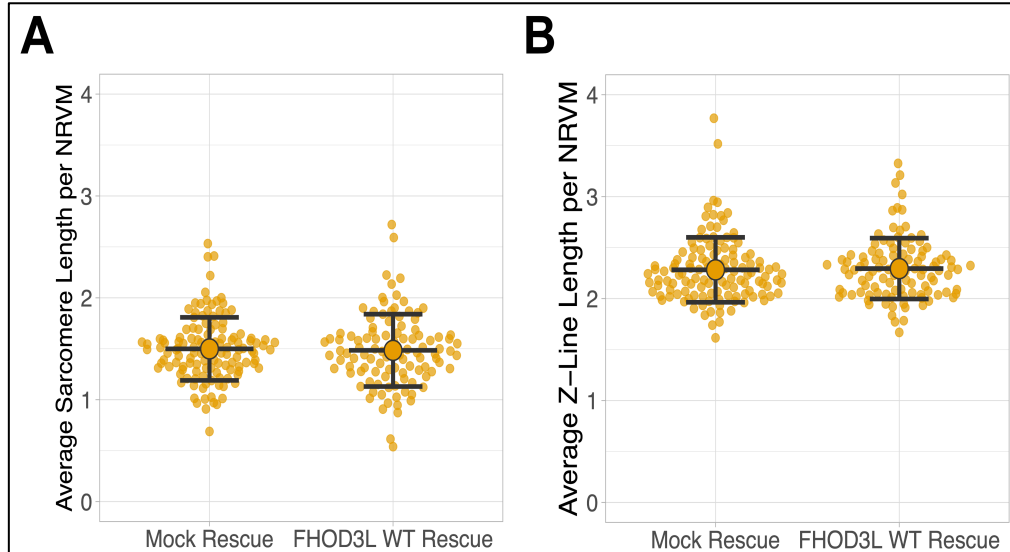 A
Average Sarcomere Length per NRVM
4
3
2
1
0
Mock Rescue FHOD3L WT Rescue
B
Average Z-Line Length per NRVM
4
3
2
1
0
Mock Rescue FHOD3L WT Rescue